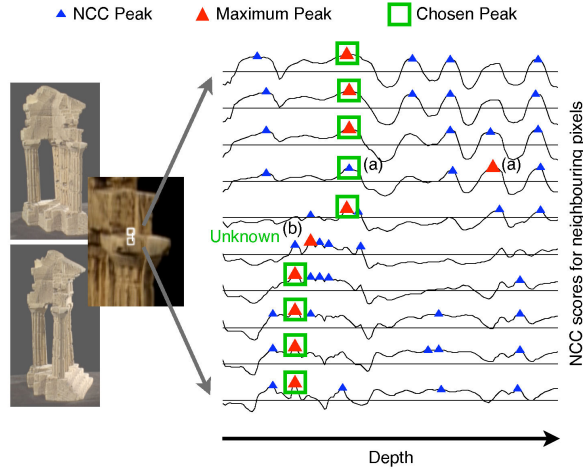 NCC Peak Maximum Peak Chosen Peak
(a) (a)
(b)
Unknown
NCC scores for neighbouring pixels
Depth